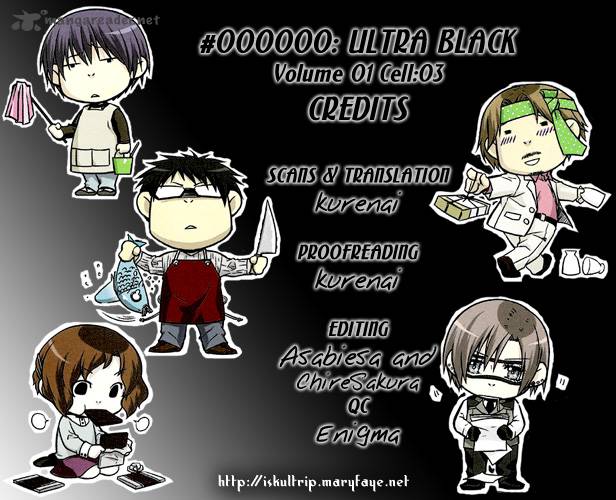 mangareader.net
#000000: ULTRA BLACK
Volume 01 Cell:03
CREDITS
SCANS & TRANSLATION
kurenai
PROOFREADING
kurenai
EDITING
Asabiesa and
ChireSakura
QC
Enigma
http://iskultrip.maryfaye.net